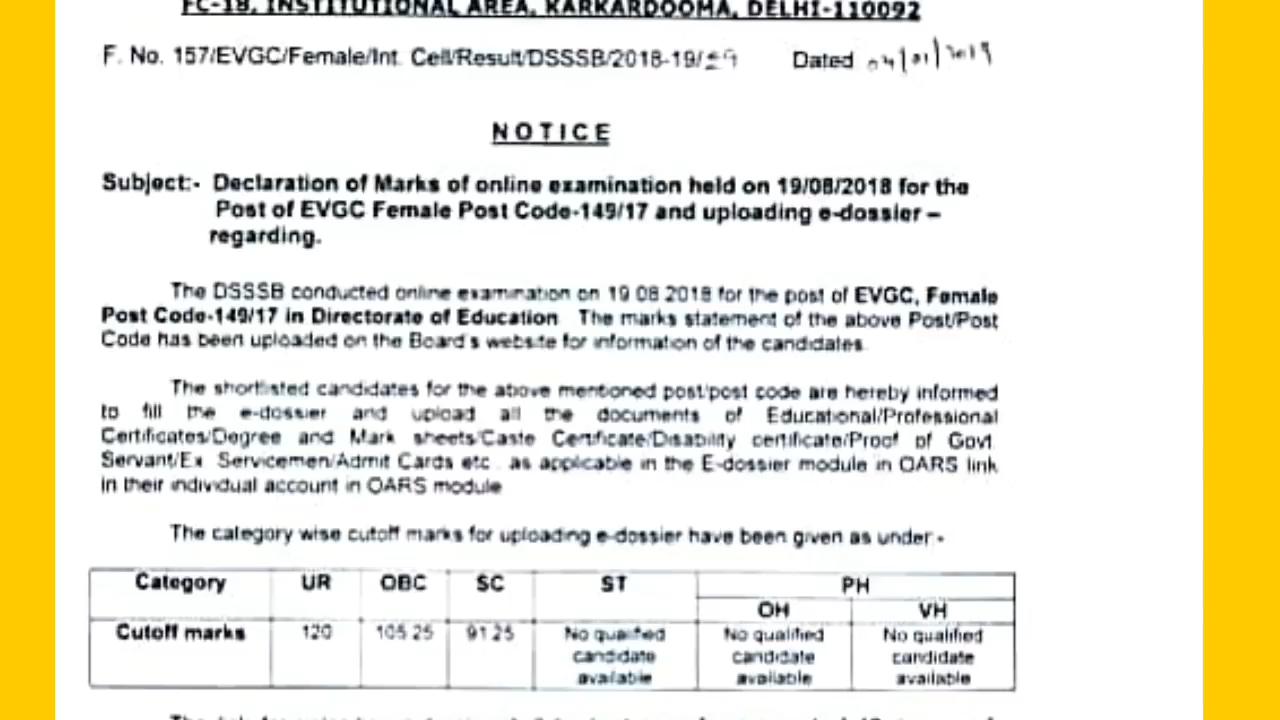 FC-18, INSTITUTIONAL AREA, KARKARDOOMA, DELHI-110092
F. No. 157/EVGC/Female/Int. Cell/Result/DSSSB/2018-19/59 Dated 04/01/2019
NOTICE
Subject:- Declaration of Marks of online examination held on 19/08/2018 for the
Post of EVGC Female Post Code-149/17 and uploading e-dossier –
regarding.
The DSSSB conducted online examination on 19.08.2018 for the post of EVGC, Female
Post Code-149/17 in Directorate of Education. The marks statement of the above Post/Post
Code has been uploaded on the Board's website for information of the candidates.
The shortlisted candidates for the above mentioned post/post code are hereby informed
to fill the e-dossier and upload all the documents of Educational/Professional
Certificates/Degree and Mark sheets/Caste Certificate/Disability certificate/Proof of Govt.
Servant/Ex. Servicemen/Admit Cards etc., as applicable in the E-dossier module in OARS link
in their individual account in OARS module
The category wise cutoff marks for uploading e-dossier have been given as under:-
Category UR OBC SC ST PH
OH VH
Cutoff marks 120 105.25 91.25 No qualified candidate available No qualified candidate available No qualified candidate available